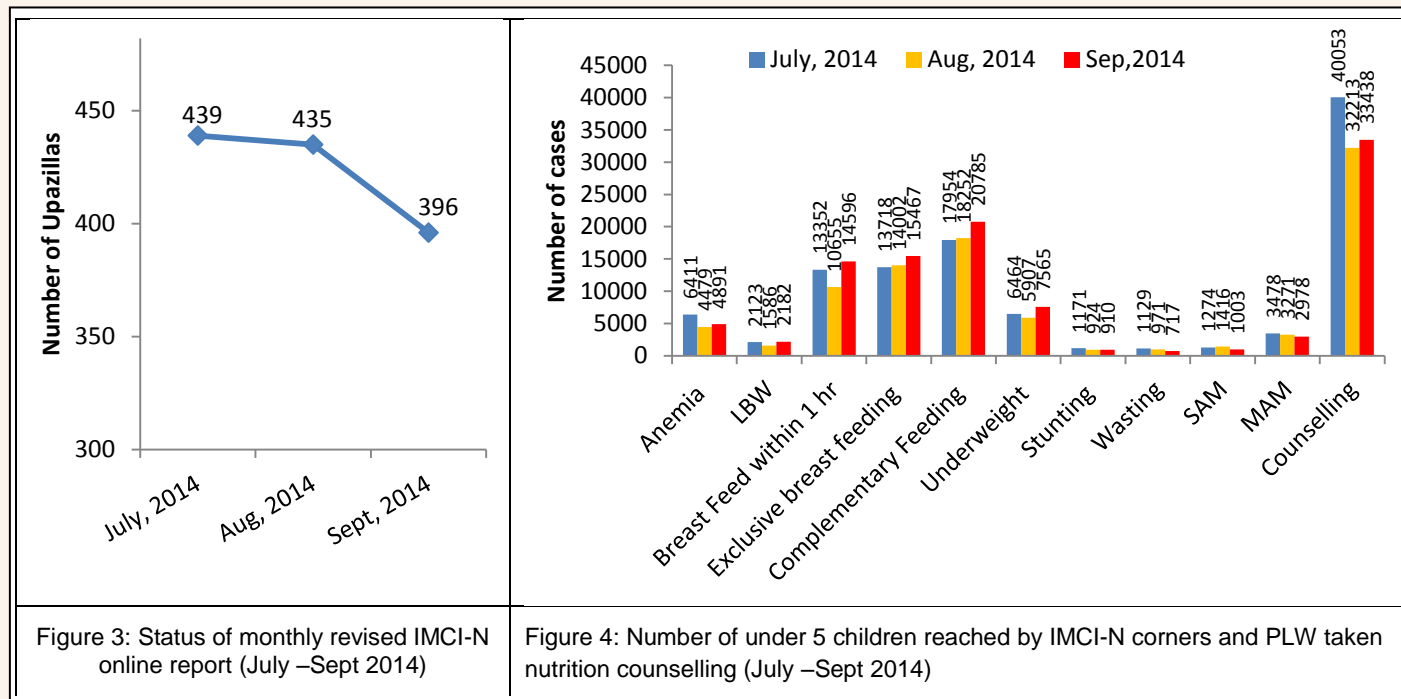 Number of Upazillas
450
400
350
300
439
435
396
July, 2014
Aug, 2014
Sept, 2014
Figure 3: Status of monthly revised IMCI-N
online report (July –Sept 2014)
July, 2014 Aug, 2014 Sep,2014
Number of cases
45000
40000
35000
30000
25000
20000
15000
10000
5000
0
6411
4479
4891
2123
1586
2182
13352
10655
14596
13718
14002
15467
17954
18252
20785
6464
5907
7565
1171
924
910
1129
971
717
1274
1416
1003
3478
3271
2978
40053
32213
33438
Anemia
LBW
Breast Feed within 1 hr
Exclusive breast feeding
Complementary Feeding
Underweight
Stunting
Wasting
SAM
MAM
Counselling
Figure 4: Number of under 5 children reached by IMCI-N corners and PLW taken
nutrition counselling (July –Sept 2014)